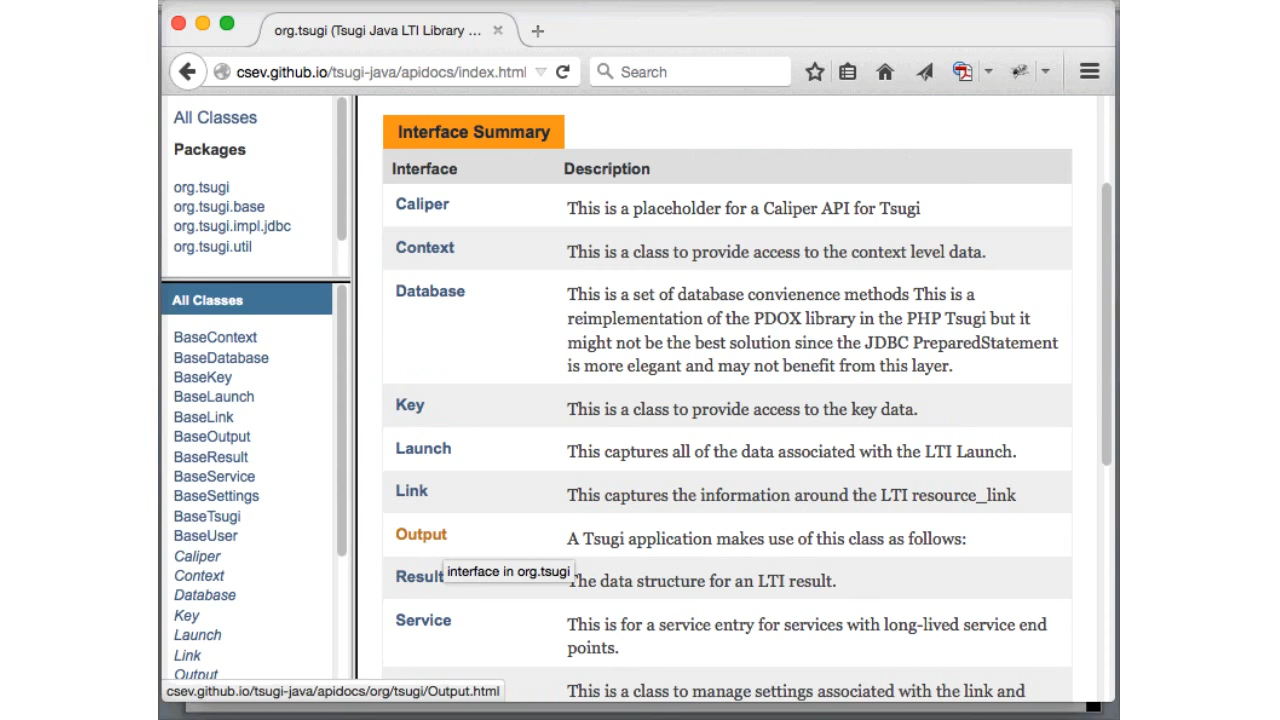 org.tsugi (Tsugi Java LTI Library ...
csev.github.io/tsugi-java/apidocs/index.html
Search
All Classes
Packages
org.tsugi
org.tsugi.base
org.tsugi.impl.jdbc
org.tsugi.util
All Classes
BaseContext
BaseDatabase
BaseKey
BaseLaunch
BaseLink
BaseOutput
BaseResult
BaseService
BaseSettings
BaseTsugi
BaseUser
Caliper
Context
Database
Key
Launch
Link
Output
csev.github.io/tsugi-java/apidocs/org/tsugi/Output.html
Interface Summary
Interface Description
Caliper This is a placeholder for a Caliper API for Tsugi
Context This is a class to provide access to the context level data.
Database This is a set of database convienence methods This is a
reimplementation of the PDOX library in the PHP Tsugi but it
might not be the best solution since the JDBC PreparedStatement
is more elegant and may not benefit from this layer.
Key This is a class to provide access to the key data.
Launch This captures all of the data associated with the LTI Launch.
Link This captures the information around the LTI resource_link
Output A Tsugi application makes use of this class as follows:
interface in org.tsugi
Result The data structure for an LTI result.
Service This is for a service entry for services with long-lived service end
points.
This is a class to manage settings associated with the link and